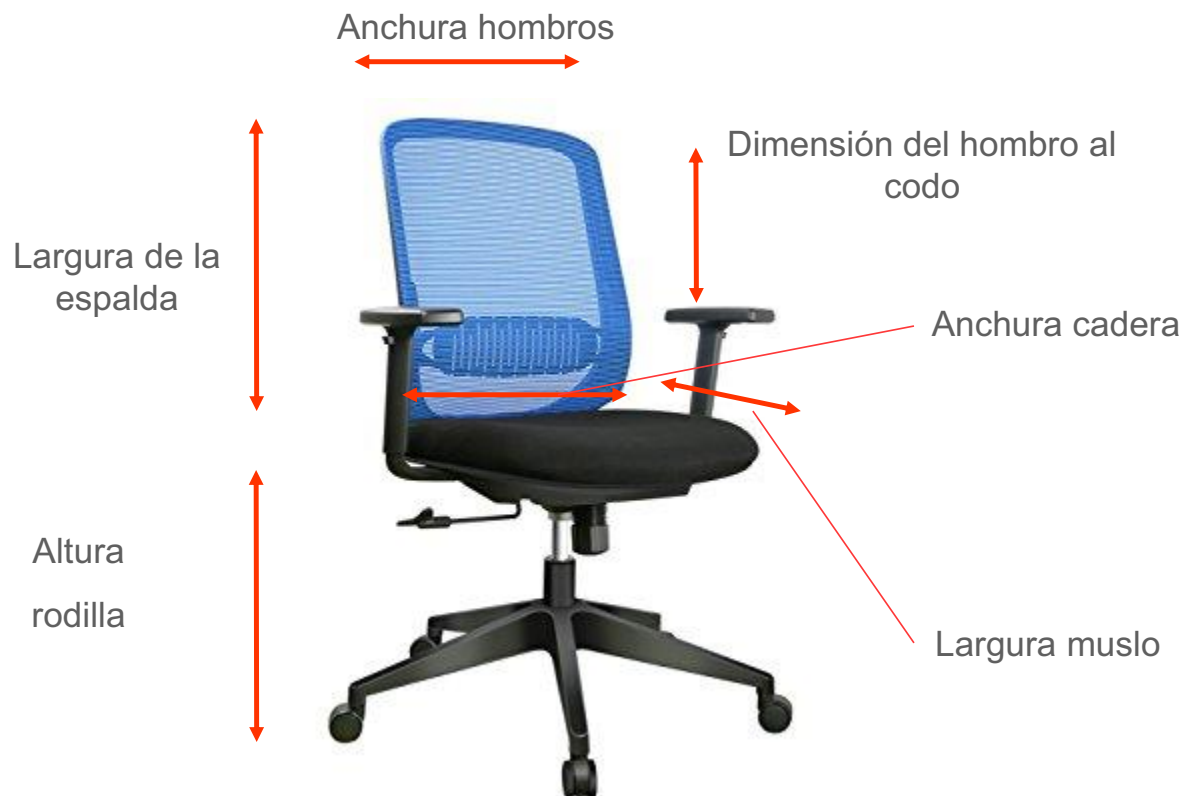 Anchura hombros
Dimensión del hombro al
codo
Largura de la
espalda
Anchura cadera
Altura
rodilla
Largura muslo